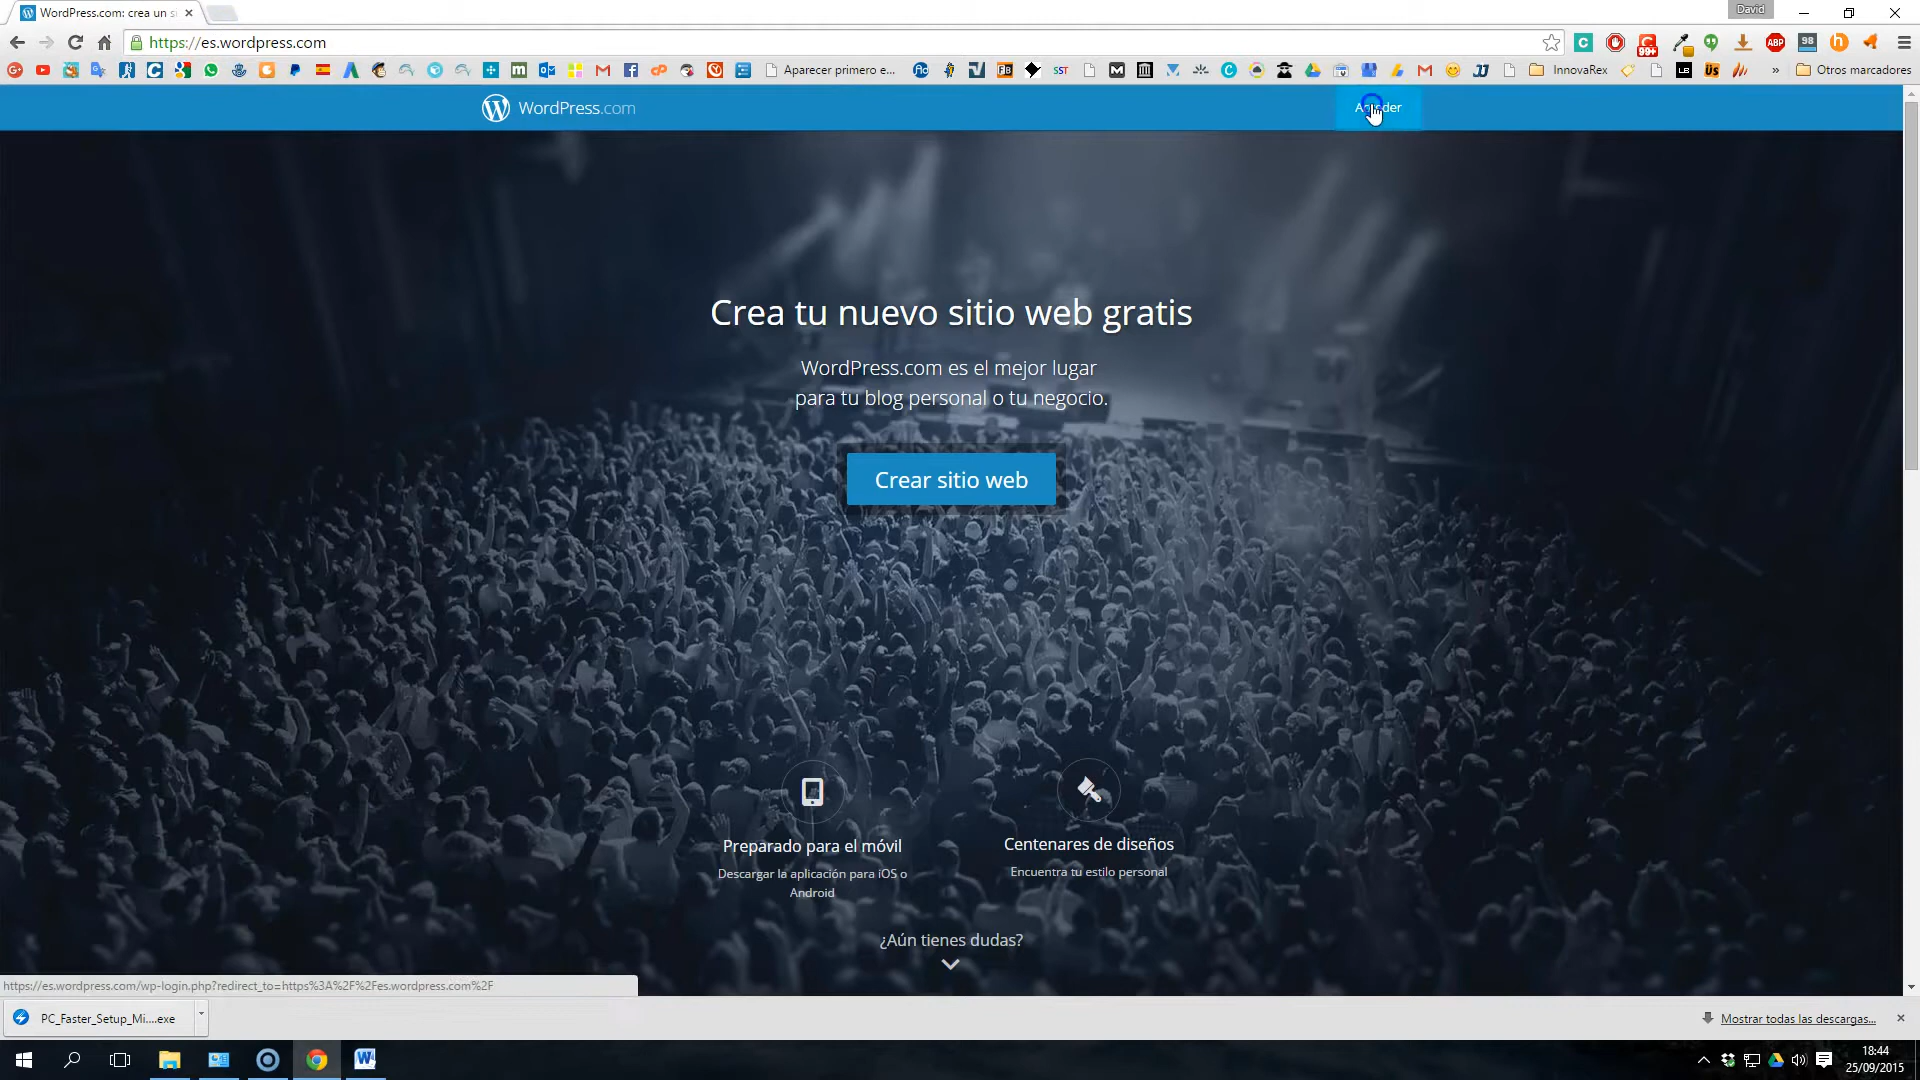 WordPress.com: crea un si
David
https://es.wordpress.com
Aparecer primero e...
SST
InnovaRex
Otros marcadores
WordPress.com
Crea tu nuevo sitio web gratis
WordPress.com es el mejor lugar
para tu blog personal o tu negocio.
Crear sitio web
Preparado para el móvil
Descargar la aplicación para iOS o
Android
Centenares de diseños
Encuentra tu estilo personal
¿Aún tienes dudas?
https://es.wordpress.com/wp-login.php?redirect_to=https%3A%2F%2Fes.wordpress.com%2F
PC_Faster_Setup_Mi....exe
Mostrar todas las descargas...
18:44
25/09/2015